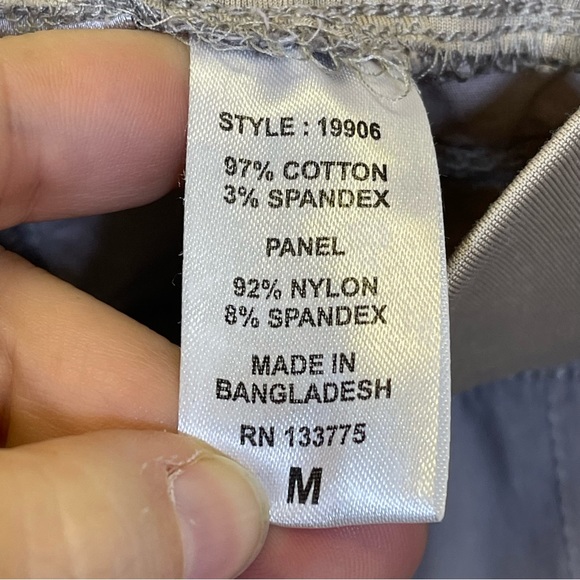 STYLE : 19906
97% COTTON
3% SPANDEX
PANEL
92% NYLON
8% SPANDEX
MADE IN
BANGLADESH
RN 133775
M